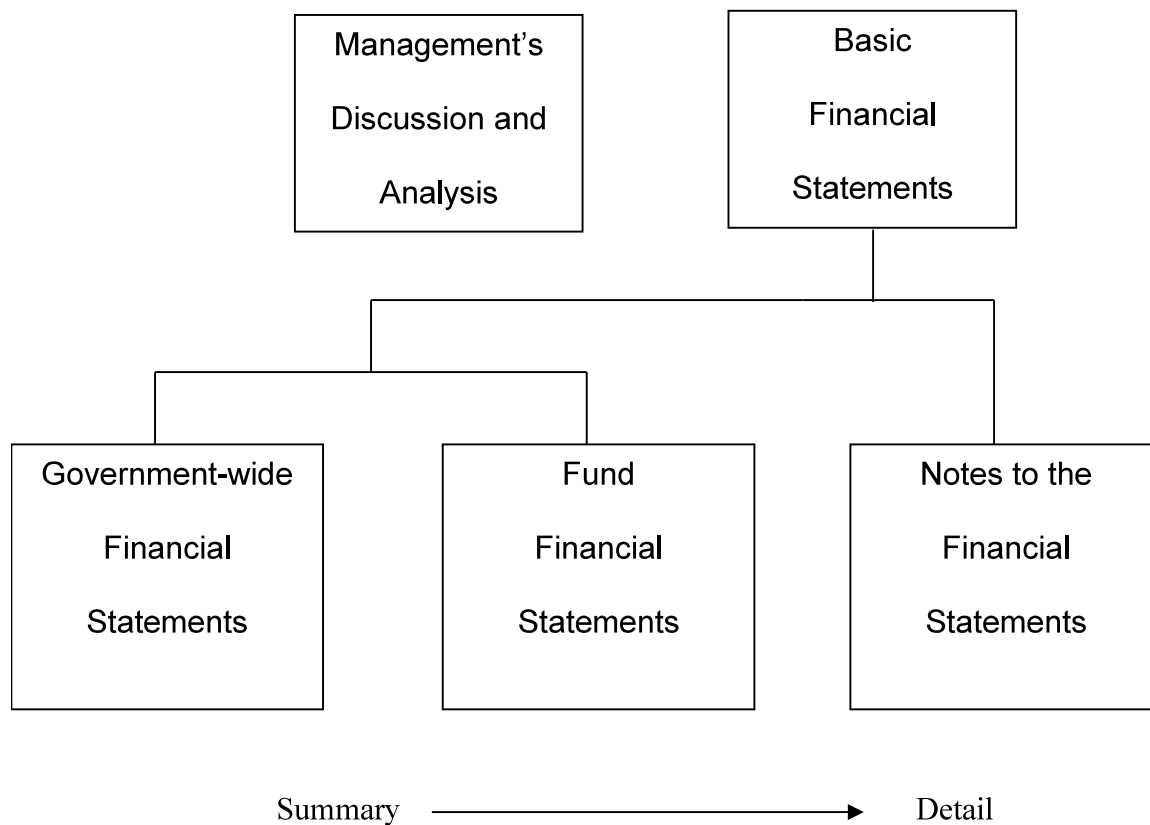 Management’s
Discussion and
Analysis
Basic
Financial
Statements
Government-wide
Financial
Statements
Fund
Financial
Statements
Notes to the
Financial
Statements
Summary
Detail